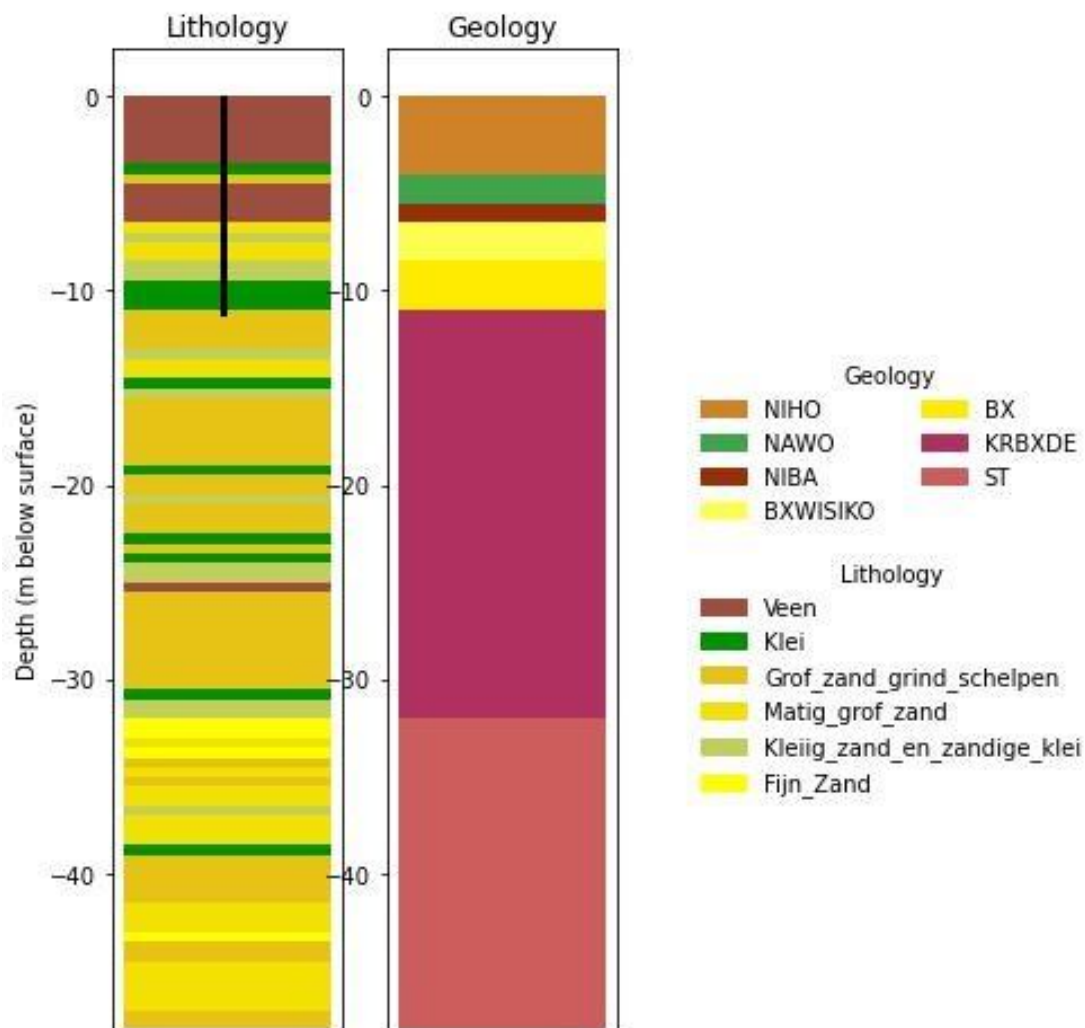 Lithology
Geology
0
0
−10
−10
−20
−20
−30
−30
−40
−40
Depth (m below surface)
Geology
NIHO
NAWO
NIBA
BXWISIKO
BX
KRBXDE
ST
Lithology
Veen
Klei
Grof_zand_grind_schelpen
Matig_grof_zand
Kleiig_zand_en_zandige_klei
Fijn_Zand